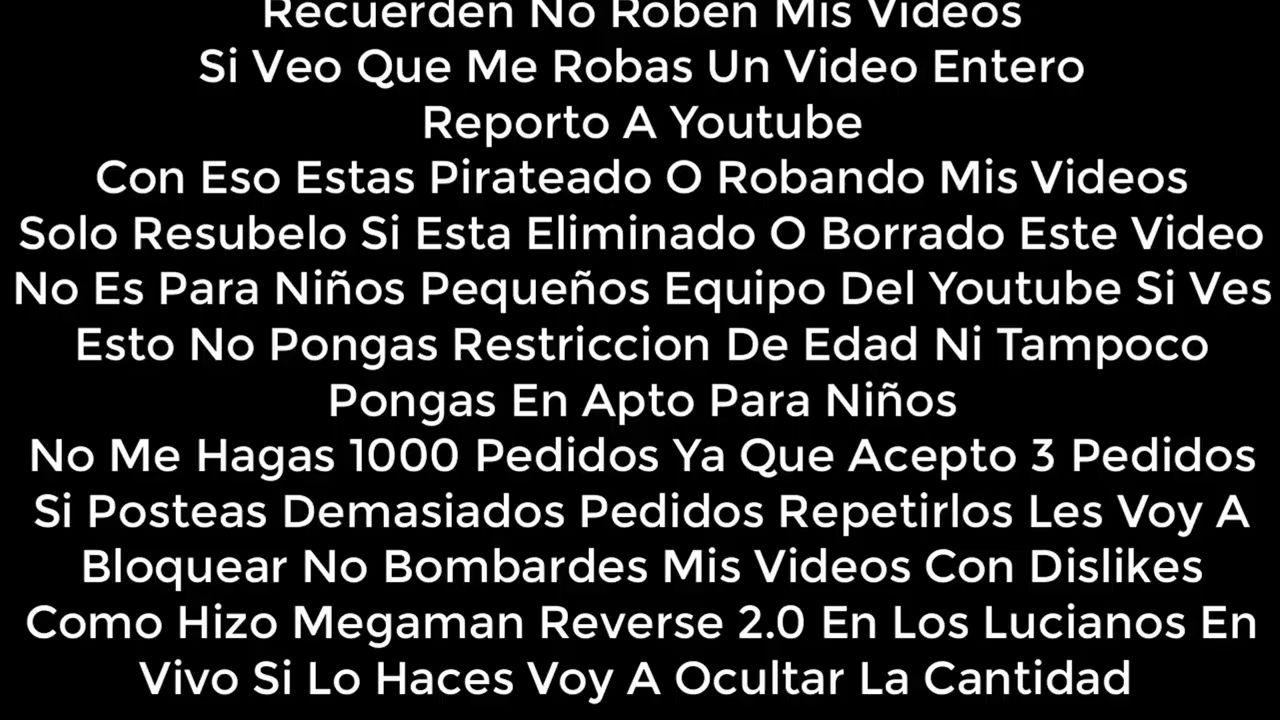 Recuerden No Roben Mis Videos
Si Veo Que Me Robas Un Video Entero
Reporto A Youtube
Con Eso Estas Pirateado O Robando Mis Videos
Solo Resubelo Si Esta Eliminado O Borrado Este Video
No Es Para Niños Pequeños Equipo Del Youtube Si Ves
Esto No Pongas Restriccion De Edad Ni Tampoco
Pongas En Apto Para Niños
No Me Hagas 1000 Pedidos Ya Que Acepto 3 Pedidos
Si Posteas Demasiados Pedidos Repetirlos Les Voy A
Bloquear No Bombardes Mis Videos Con Dislikes
Como Hizo Megaman Reverse 2.0 En Los Lucianos En
Vivo Si Lo Haces Voy A Ocultar La Cantidad